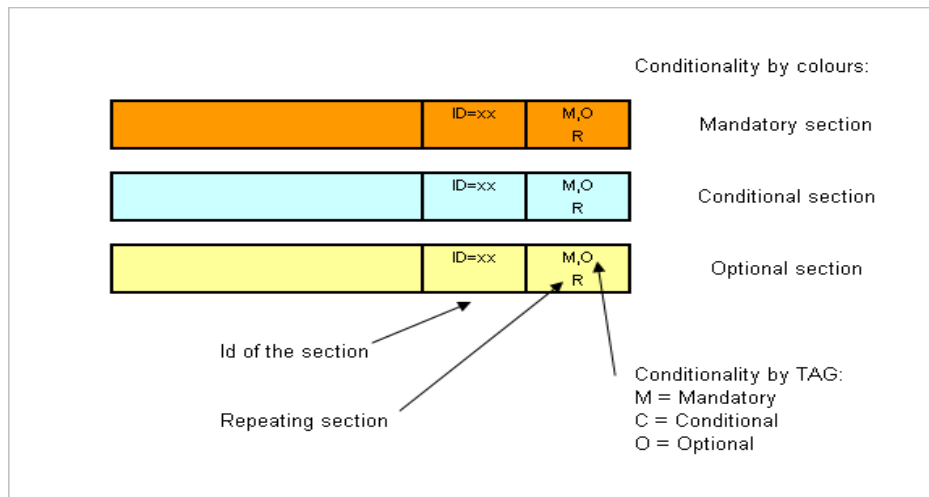 Conditionality by colours:
ID=xx
M,O
R
Mandatory section
ID=xx
M,O
R
Conditional section
ID=xx
M,O
R
Optional section
Id of the section
Repeating section
Conditionality by TAG:
M = Mandatory
C = Conditional
O = Optional